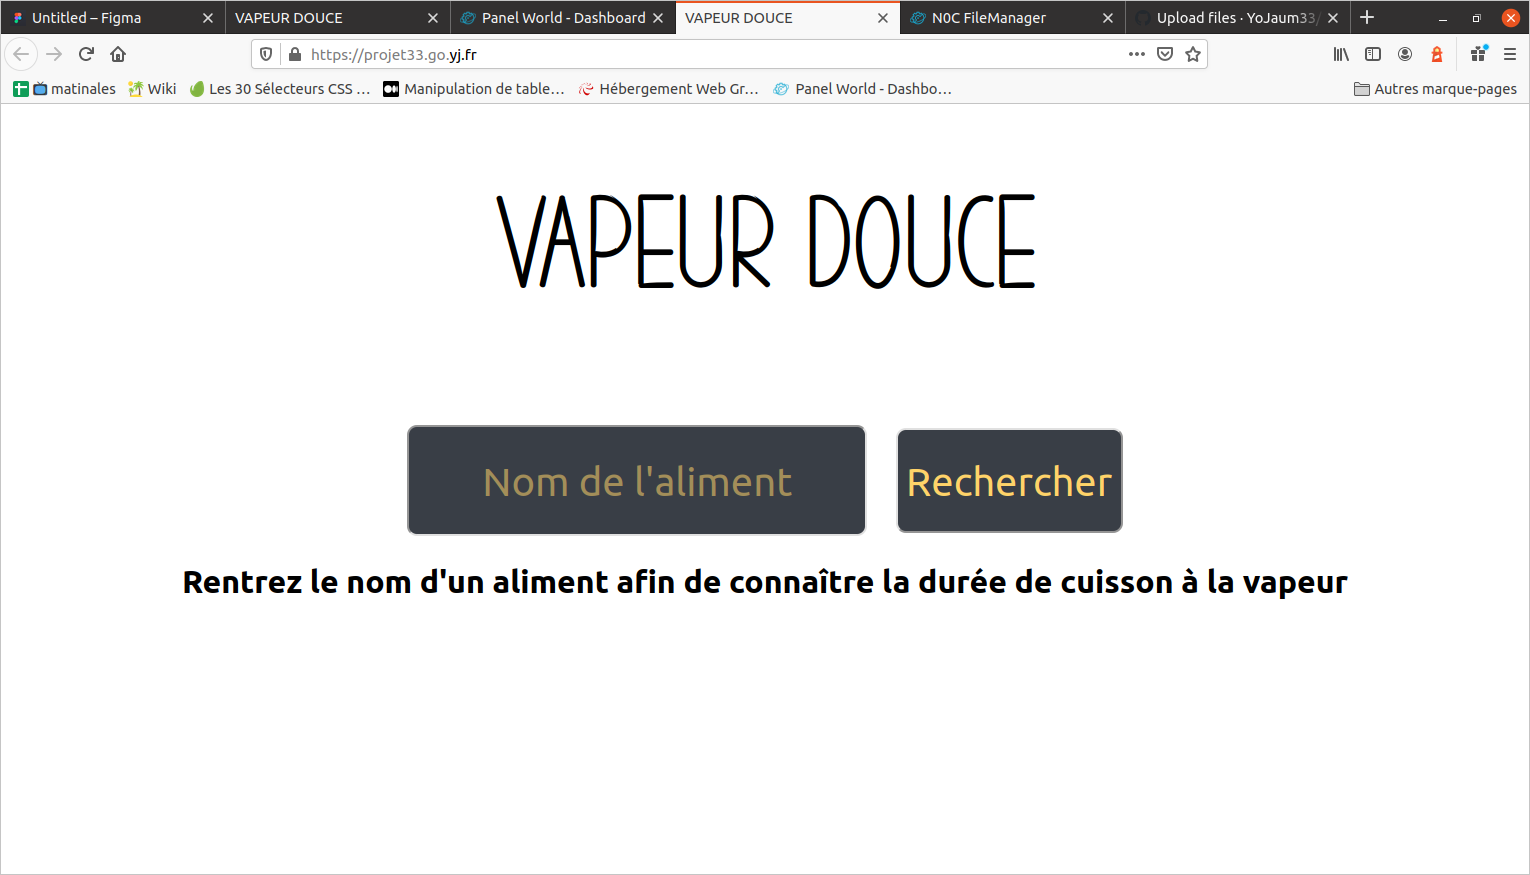 Untitled – Figma
VAPEUR DOUCE
Panel World - Dashboard
VAPEUR DOUCE
N0C FileManager
Upload files · YoJaum33/
https://projet33.go.yj.fr
matinales
Wiki
Les 30 Sélecteurs CSS …
Manipulation de table…
Hébergement Web Gr…
Panel World - Dashbo…
Autres marque-pages
VAPEUR DOUCE
Nom de l'aliment
Rechercher
Rentrez le nom d'un aliment afin de connaître la durée de cuisson à la vapeur